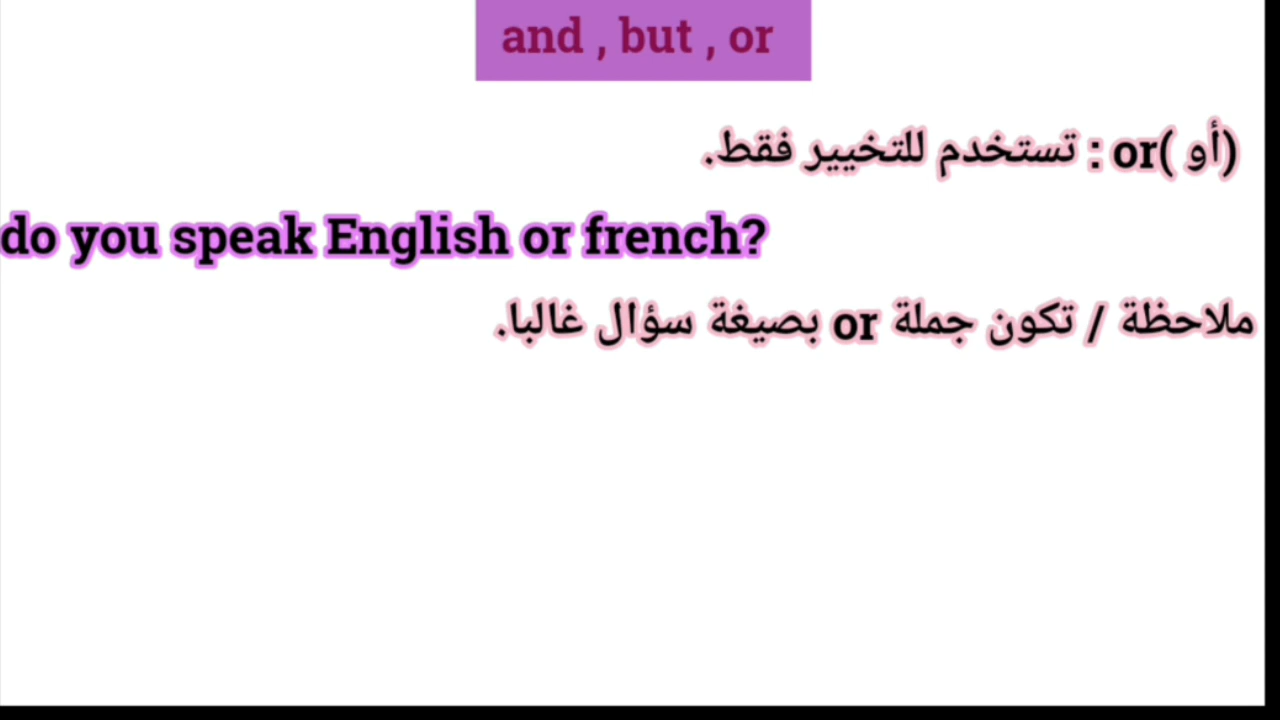 and , but , or
(أو )or : تستخدم للتخيير فقط.
do you speak English or french?
ملاحظة / تكون جملة or بصيغة سؤال غالبا.